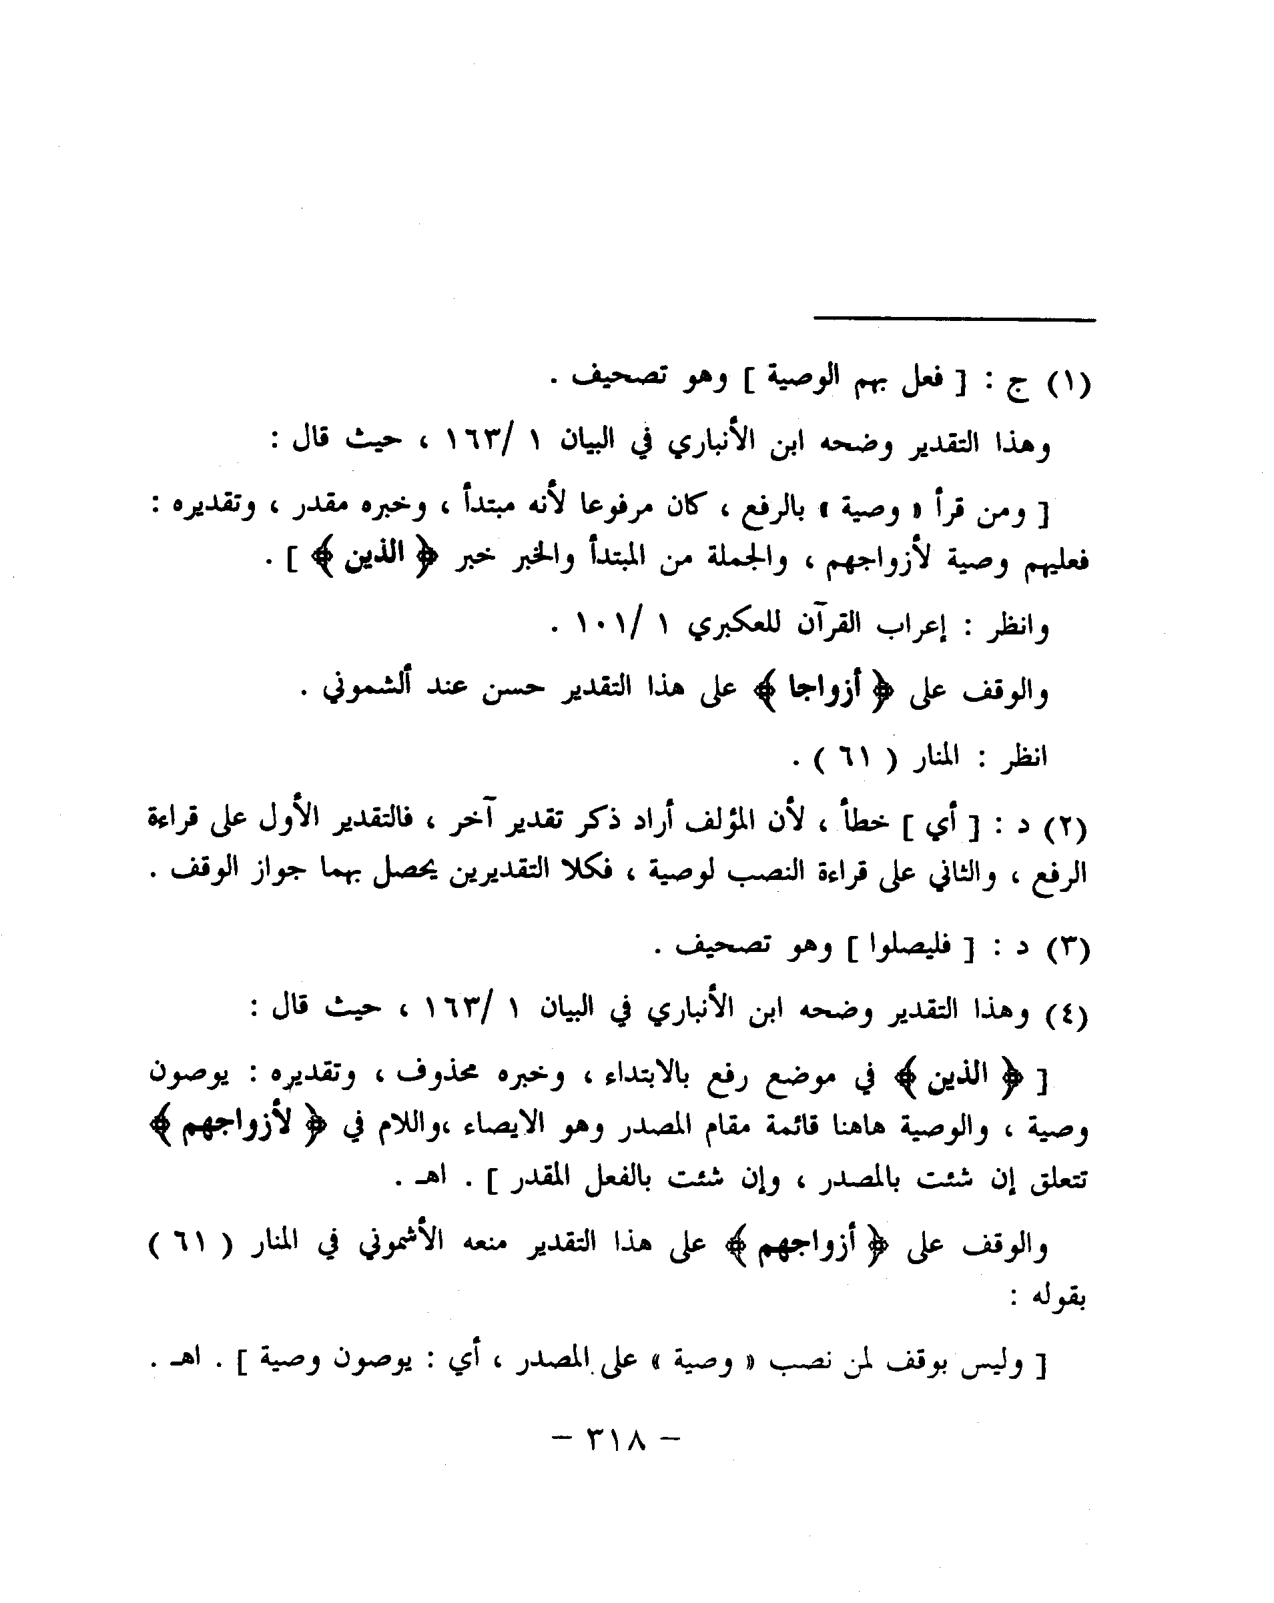 (١) ج : [ فعل بهم الوصية ] وهو تصحيف .
وهذا التقدير وضحه ابن الأنباري في البيان ١ /١٦٣ ، حيث قال :
[ ومن قرأ « وصية » بالرفع ، كان مرفوعا لأنه مبتدأ ، وخبره مقدر ، وتقديره :
فعليهم وصية لأزواجهم ، والجملة من المبتدأ والخبر خبر ﴿ الذين ﴾ ] .
وانظر : إعراب القرآن للعكبري ١ /١٠١ .
والوقف على ﴿ أزواجا ﴾ على هذا التقدير حسن عند ألشموني .
انظر : المنار ( ٦١ ) .
(٢) د : [ أي ] خطأ ، لأن المؤلف أراد ذكر تقدير آخر ، فالتقدير الأول على قراءة
الرفع ، والثاني على قراءة النصب لوصية ، فكلا التقديرين يحصل بهما جواز الوقف .
(٣) د : [ فليصلوا ] وهو تصحيف .
(٤) وهذا التقدير وضحه ابن الأنباري في البيان ١ /١٦٣ ، حيث قال :
[ ﴿ الذين ﴾ في موضع رفع بالابتداء ، وخبره محذوف ، وتقديره : يوصون
وصية ، والوصية هاهنا قائمة مقام المصدر وهو الايصاء ،واللام في ﴿ لأزواجهم ﴾
تتعلق إن شئت بالمصدر ، وإن شئت بالفعل المقدر ] . اهـ .
والوقف على ﴿ أزواجهم ﴾ على هذا التقدير منعه الأشموني في المنار ( ٦١ )
بقوله :
[ وليس بوقف لمن نصب « وصية » على المصدر ، أي : يوصون وصية ] . اهـ .
– ٣١٨ –